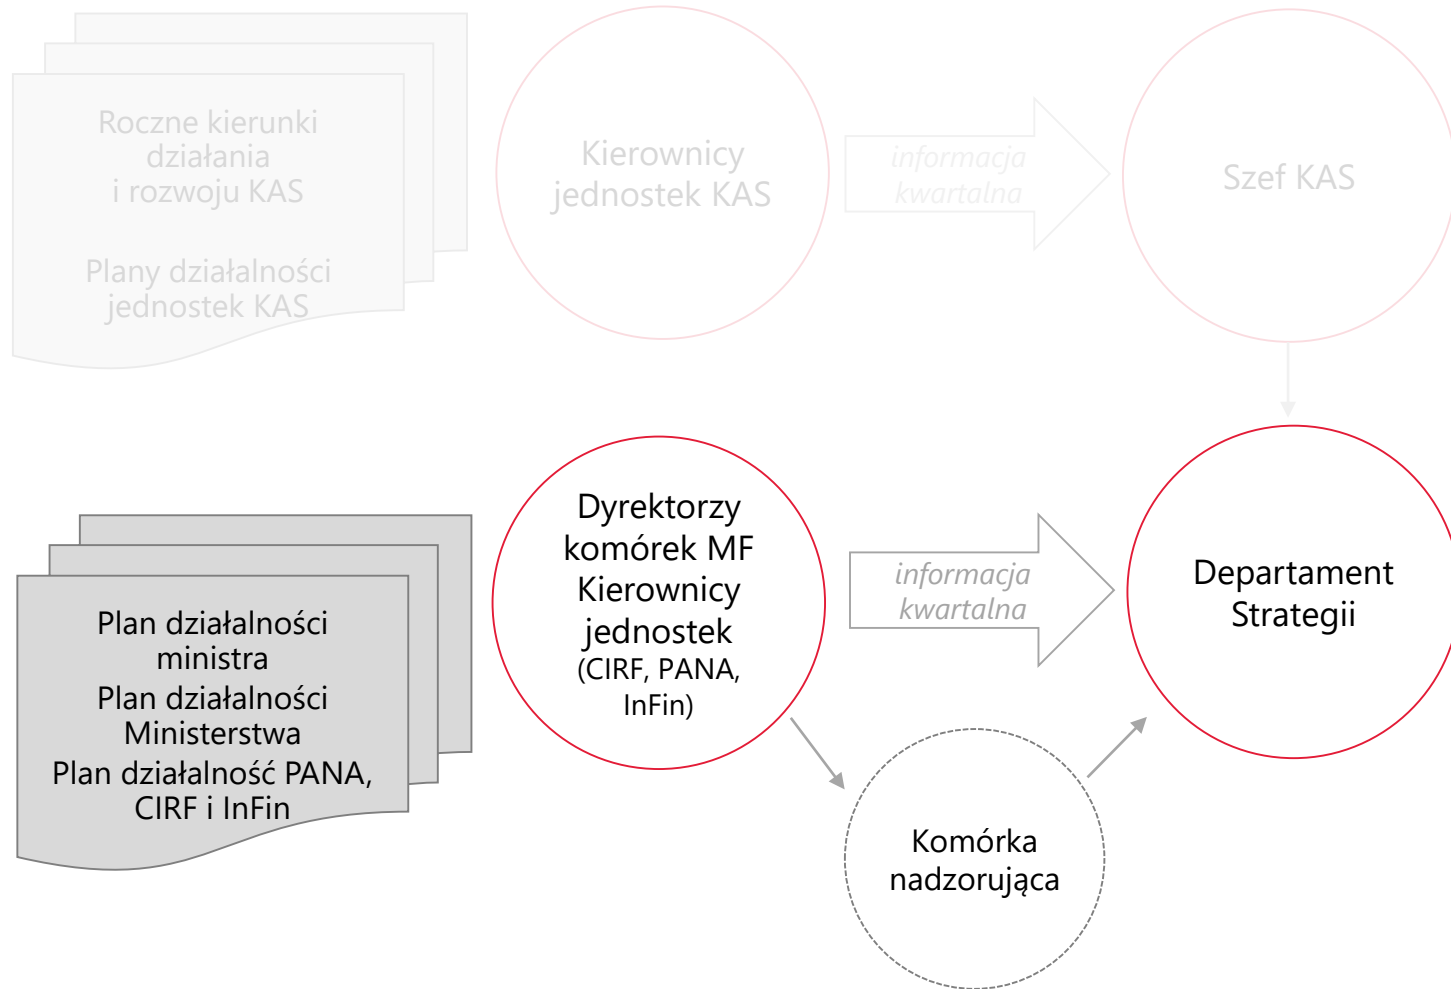 Roczne kierunki
działania
i rozwoju KAS
Plany działalności
jednostek KAS
Kierownicy
jednostek KAS
informacja
kwartalna
Szef KAS
Plan działalności
ministra
Plan działalności
Ministerstwa
Plan działalność PANA,
CIRF i InFin
Dyrektorzy
komórek MF
Kierownicy
jednostek
(CIRF, PANA,
InFin)
informacja
kwartalna
Departament
Strategii
Komórka
nadzorująca